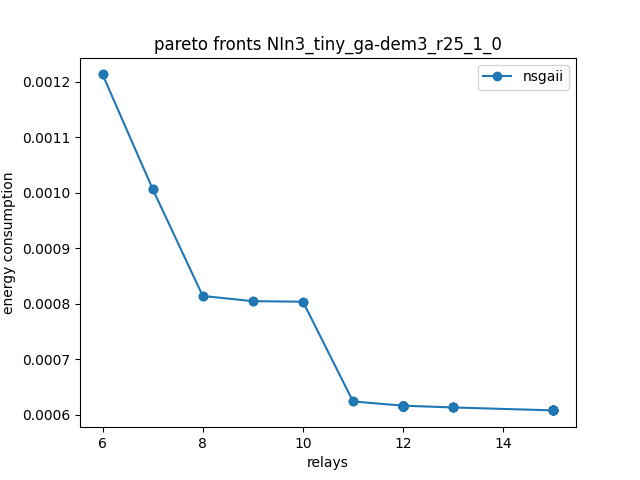 pareto fronts NIn3_tiny_ga-dem3_r25_1_0
nsgaii
0.0012
0.0011
0.0010
0.0009
0.0008
0.0007
0.0006
energy consumption
6 8 10 12 14
relays